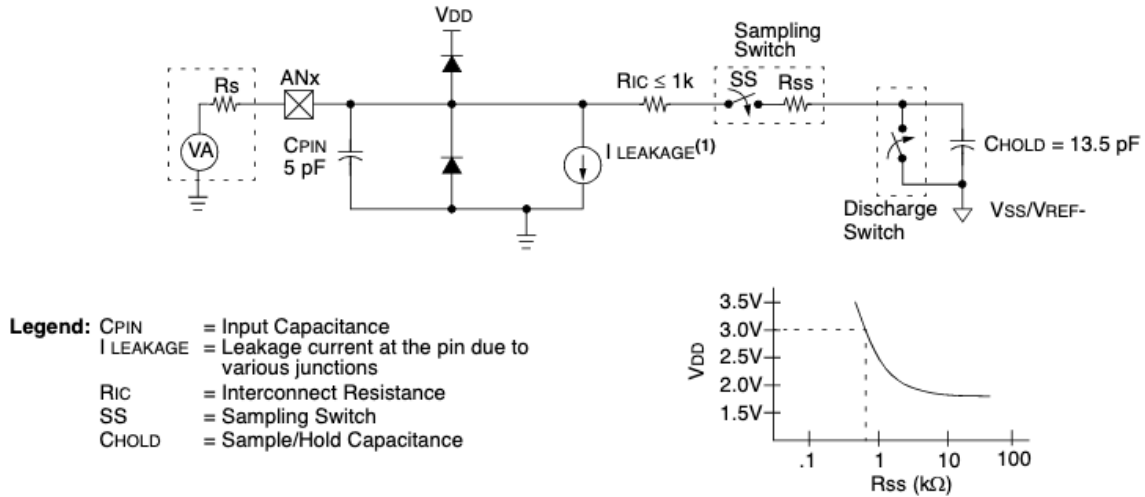 VDD
Sampling
Switch
Rs
ANx
RIC ≤ 1k
SS
RSS
VA
CPIN
5 pF
I LEAKAGE(1)
CHOLD = 13.5 pF
Discharge
Switch
VSS/VREF-
Legend: CPIN = Input Capacitance
I LEAKAGE = Leakage current at the pin due to
various junctions
RIC = Interconnect Resistance
SS = Sampling Switch
CHOLD = Sample/Hold Capacitance
VDD
3.5V
3.0V
2.5V
2.0V
1.5V
.1 1 10 100
Rss (kΩ)